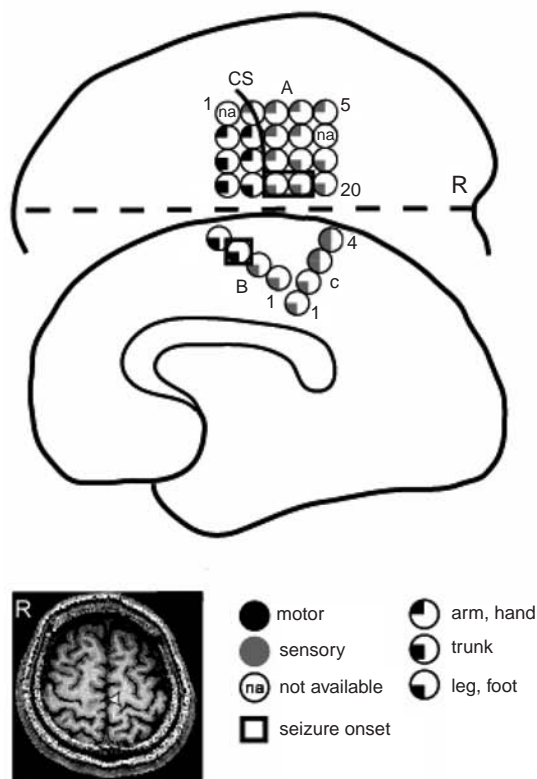 CS
A
1
5
na
na
20
R
4
B
c
1
1
R
motor
arm, hand
sensory
trunk
na
not available
leg, foot
seizure onset